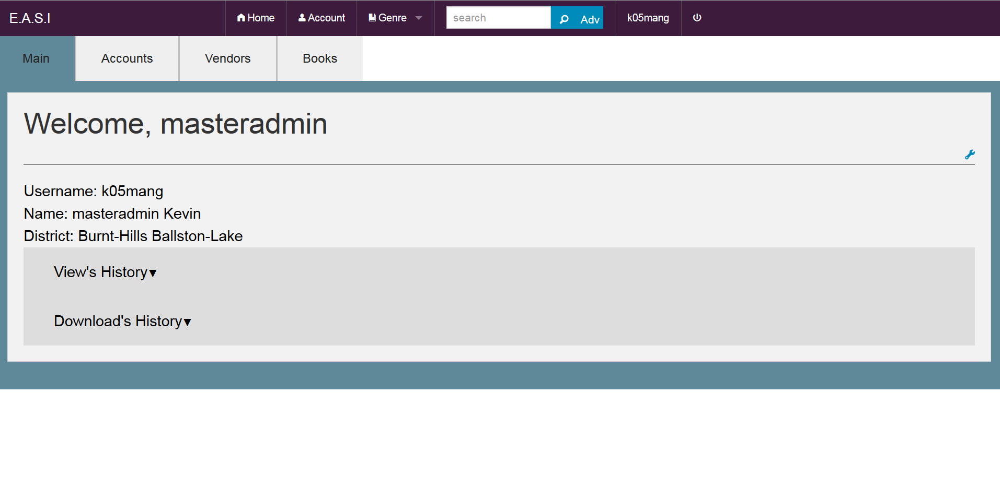 E.A.S.I Home Account Genre search Adv k05mang
Main Accounts Vendors Books
Welcome, masteradmin
Username: k05mang
Name: masteradmin Kevin
District: Burnt-Hills Ballston-Lake
View's History▼
Download's History▼